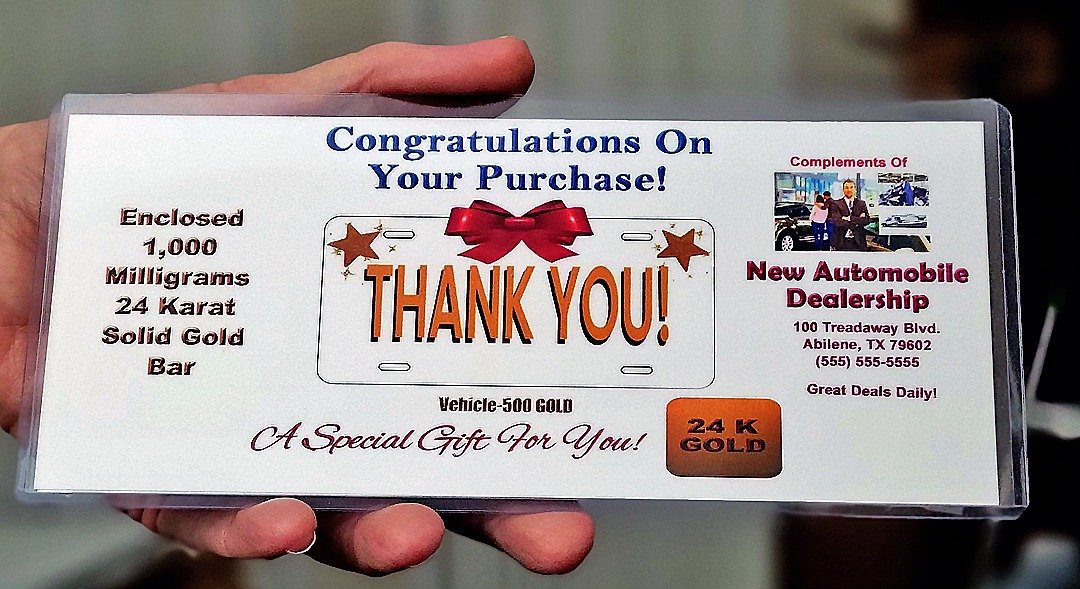 Congratulations On
Your Purchase!
Enclosed
1,000
Milligrams
24 Karat
Solid Gold
Bar
THANK YOU!
Vehicle-500 GOLD
A Special Gift For You!
24 K
GOLD
Complements Of
New Automobile
Dealership
100 Treadaway Blvd.
Abilene, TX 79602
(555) 555-5555
Great Deals Daily!